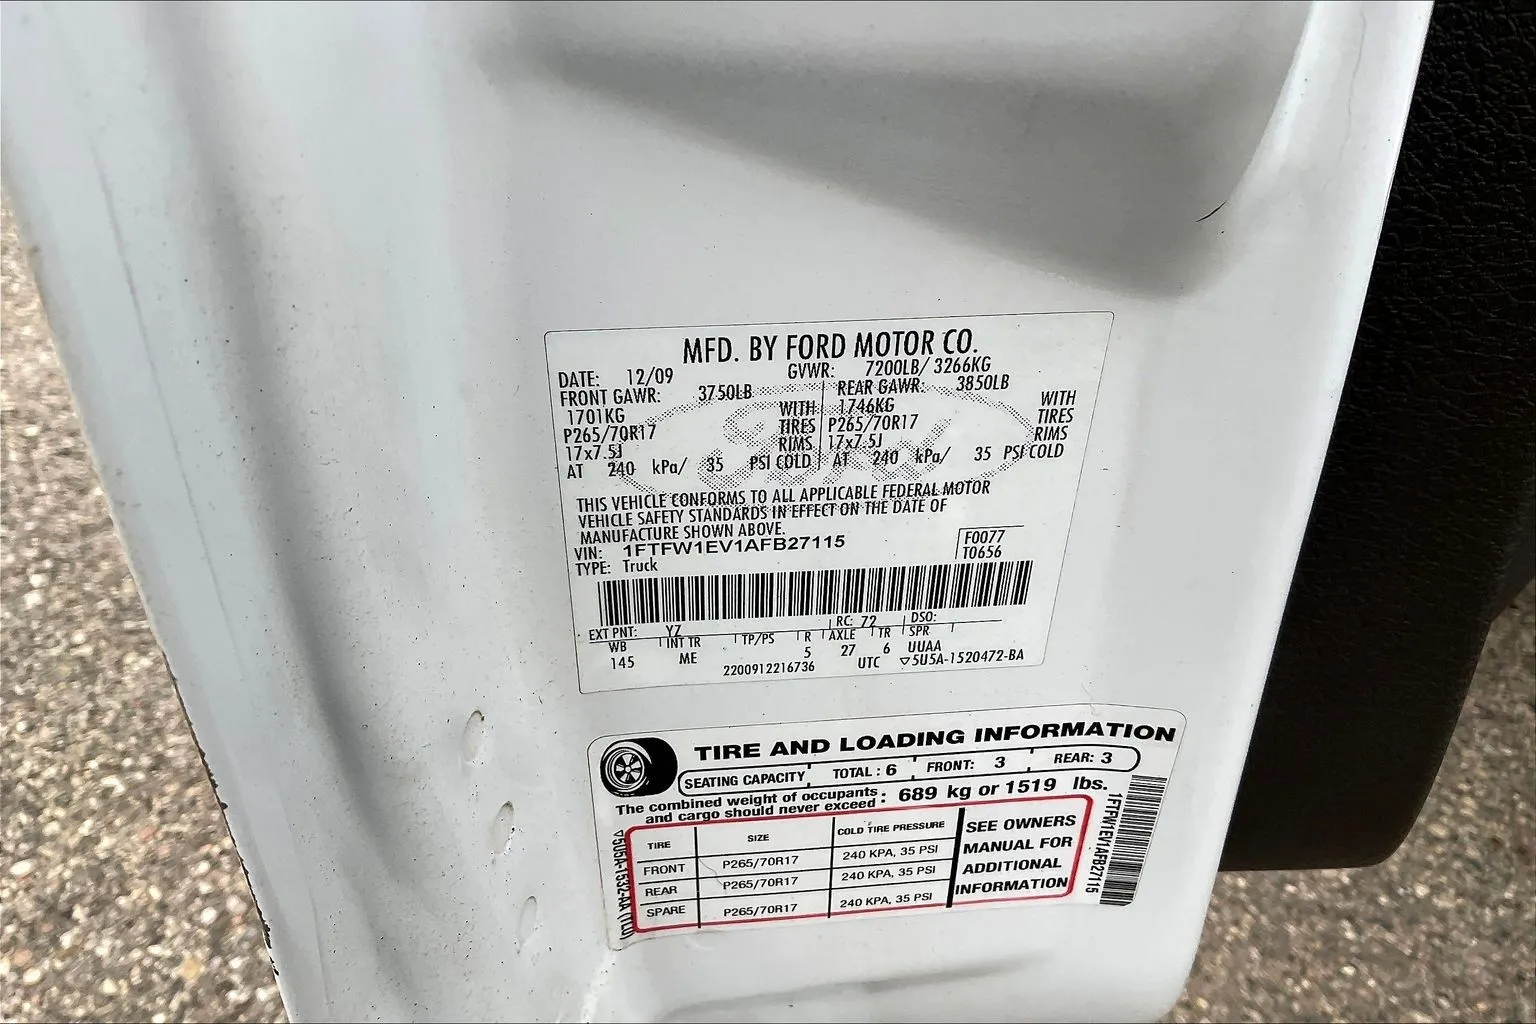 MFD. BY FORD MOTOR CO.
DATE: 12/09 GVWR: 7200LB/ 3266KG
FRONT GAWR: 3750LB REAR GAWR: 3850LB
1701KG WITH 1746KG WITH
P265/70R17 TIRES P265/70R17 TIRES
17x7.5J RIMS 17x7.5J RIMS
AT 240 kPa/ 35 PSI COLD AT 240 kPa/ 35 PSI COLD
THIS VEHICLE CONFORMS TO ALL APPLICABLE FEDERAL MOTOR
VEHICLE SAFETY STANDARDS IN EFFECT ON THE DATE OF
MANUFACTURE SHOWN ABOVE.
VIN: 1FTFW1EV1AFB27115 F0077
TYPE: Truck T0656
EXT PNT: YZ RC: 72 DSO:
WB INT TR TP/PS R AXLE TR SPR
145 ME 5 27 6 UUAA
2200912216736 UTC ▽5U5A-1520472-BA
TIRE AND LOADING INFORMATION
SEATING CAPACITY TOTAL : 6 FRONT: 3 REAR: 3
The combined weight of occupants and cargo should never exceed : 689 kg or 1519 lbs.
TIRE SIZE COLD TIRE PRESSURE
FRONT P265/70R17 240 KPA, 35 PSI
REAR P265/70R17 240 KPA, 35 PSI
SPARE P265/70R17 240 KPA, 35 PSI
SEE OWNERS
MANUAL FOR
ADDITIONAL
INFORMATION
▽5U5A-1532-AA (TLU)
1FTFW1EV1AFB27115